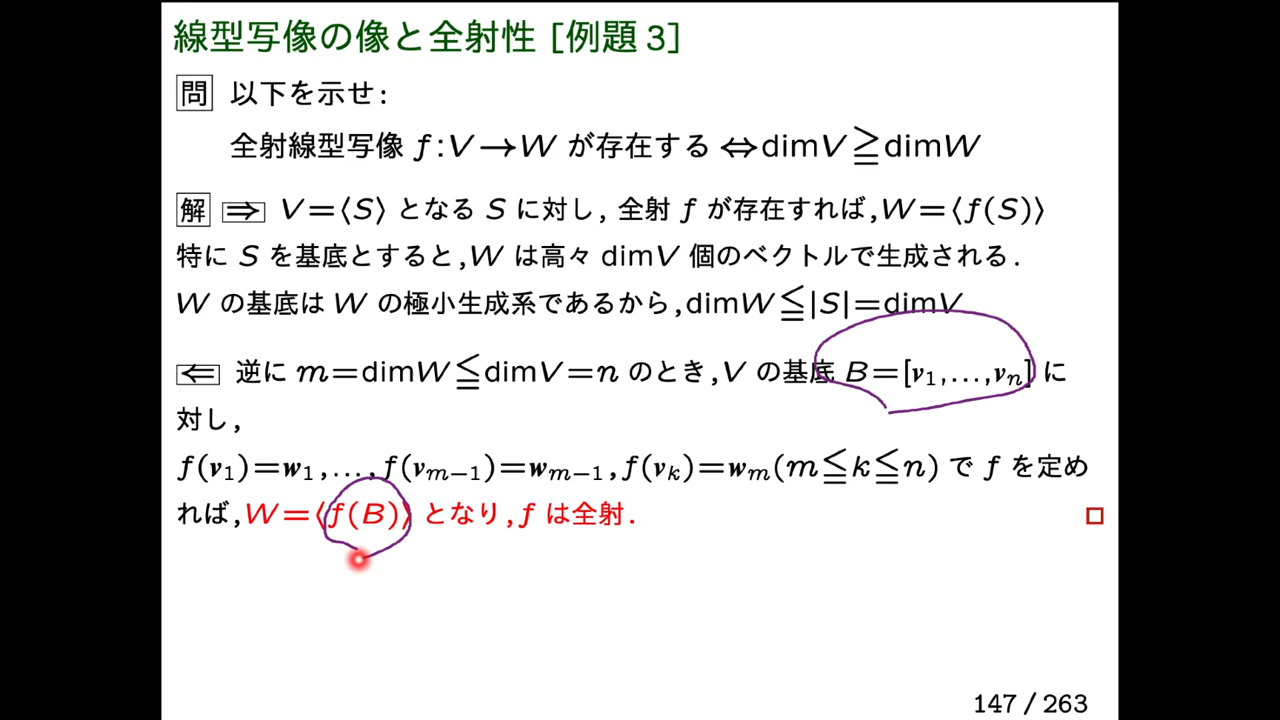 線型写像の像と全射性 [例題3]
問 以下を示せ:
全射線型写像 f:V→W が存在する ⇔dimV≧dimW
解 ⇒ V=⟨S⟩ となる S に対し, 全射 f が存在すれば,W=⟨f(S)⟩
特に S を基底とすると,W は高々 dimV 個のベクトルで生成される.
W の基底は W の極小生成系であるから,dimW≦|S|=dimV
⇐ 逆に m=dimW≦dimV=n のとき,V の基底 B=[v₁,…,vₙ] に
対し,
f(v₁)=w₁,…,f(vₘ₋₁)=wₘ₋₁,f(vₖ)=wₘ(m≦k≦n) で f を定め
れば,W=⟨f(B)⟩ となり,f は全射. □
147 / 263